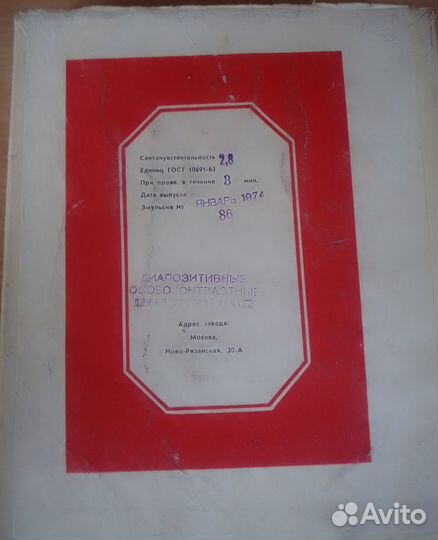 Светочувствительность 2,8
Единиц ГОСТ 10691-63
При прояв. в течение 3 мин.
Дата выпуска ЯНВАРЬ 1974
Эмульсия № 86
ДИАПОЗИТИВНЫЕ
ОСОБОКОНТРАСТНЫЕ
ДЛЯ
Адрес завода:
Москва,
Ново-Рязанская, 30-А
Avito